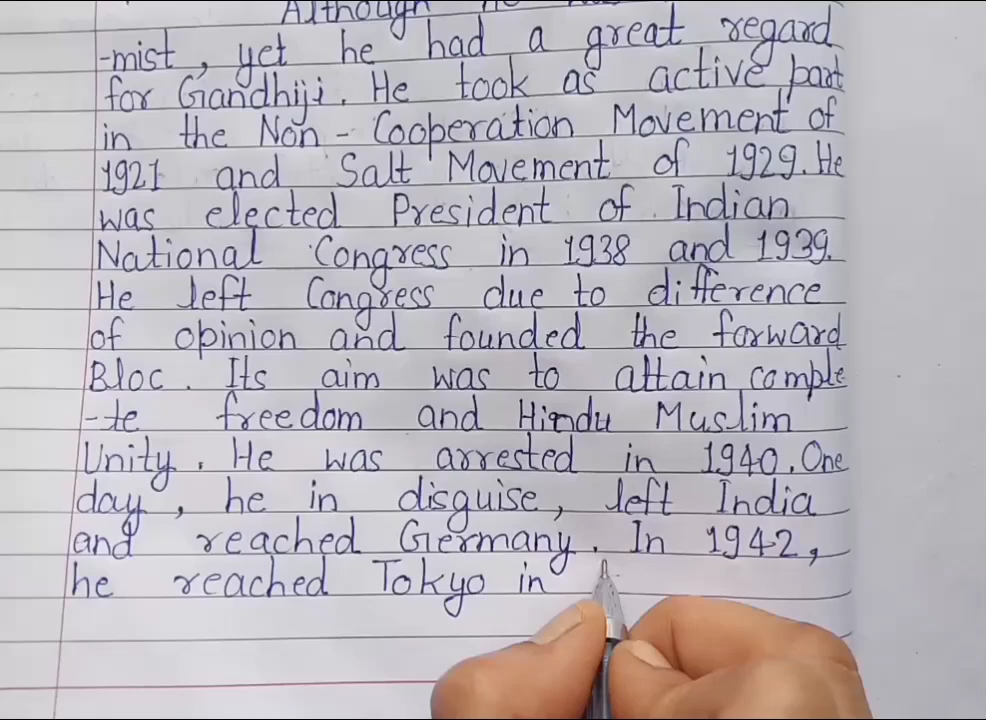 Although he
-mist, yet he had a great regard
for Gandhiji. He took as active part
in the Non - Cooperation Movement of
1921 and Salt Movement of 1929. He
was elected President of Indian
National Congress in 1938 and 1939.
He left Congress due to difference
of opinion and founded the forward
Bloc. Its aim was to attain comple
-te freedom and Hindu Muslim
Unity. He was arrested in 1940. One
day, he in disguise, left India
and reached Germany. In 1942,
he reached Tokyo in